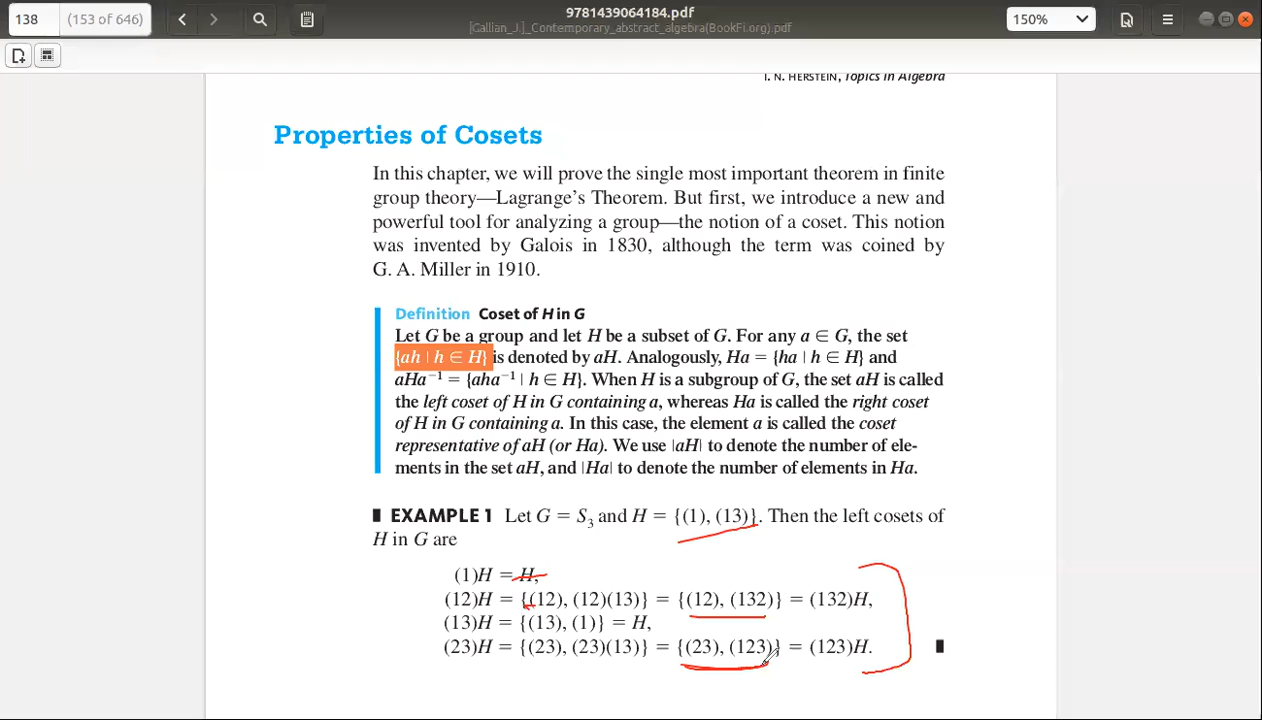 138
(153 of 646)
9781439064184.pdf
[Gallian_J.]_Contemporary_abstract_algebra(BookFi.org).pdf
150%
I. N. HERSTEIN, Topics in Algebra
Properties of Cosets
In this chapter, we will prove the single most important theorem in finite
group theory—Lagrange’s Theorem. But first, we introduce a new and
powerful tool for analyzing a group—the notion of a coset. This notion
was invented by Galois in 1830, although the term was coined by
G. A. Miller in 1910.
Definition Coset of H in G
Let G be a group and let H be a subset of G. For any a ∈ G, the set
{ah | h ∈ H} is denoted by aH. Analogously, Ha = {ha | h ∈ H} and
aHa⁻¹ = {aha⁻¹ | h ∈ H}. When H is a subgroup of G, the set aH is called
the left coset of H in G containing a, whereas Ha is called the right coset
of H in G containing a. In this case, the element a is called the coset
representative of aH (or Ha). We use |aH| to denote the number of ele-
ments in the set aH, and |Ha| to denote the number of elements in Ha.
EXAMPLE 1 Let G = S₃ and H = {(1), (13)}. Then the left cosets of
H in G are
(1)H = H,
(12)H = {(12), (12)(13)} = {(12), (132)} = (132)H,
(13)H = {(13), (1)} = H,
(23)H = {(23), (23)(13)} = {(23), (123)} = (123)H.